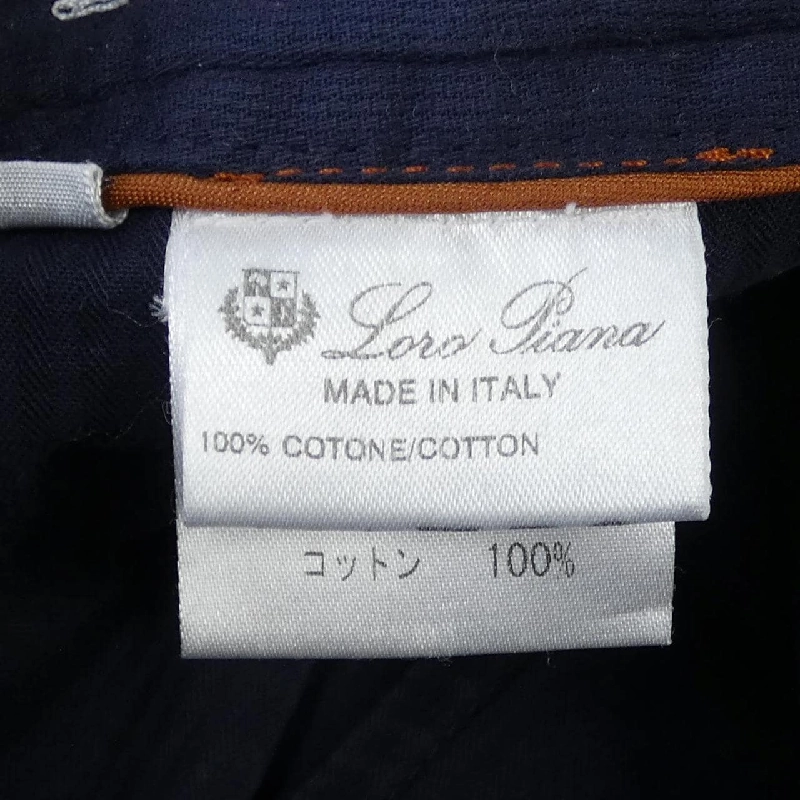 Loro Piana
MADE IN ITALY
100% COTONE/COTTON
コットン 100%